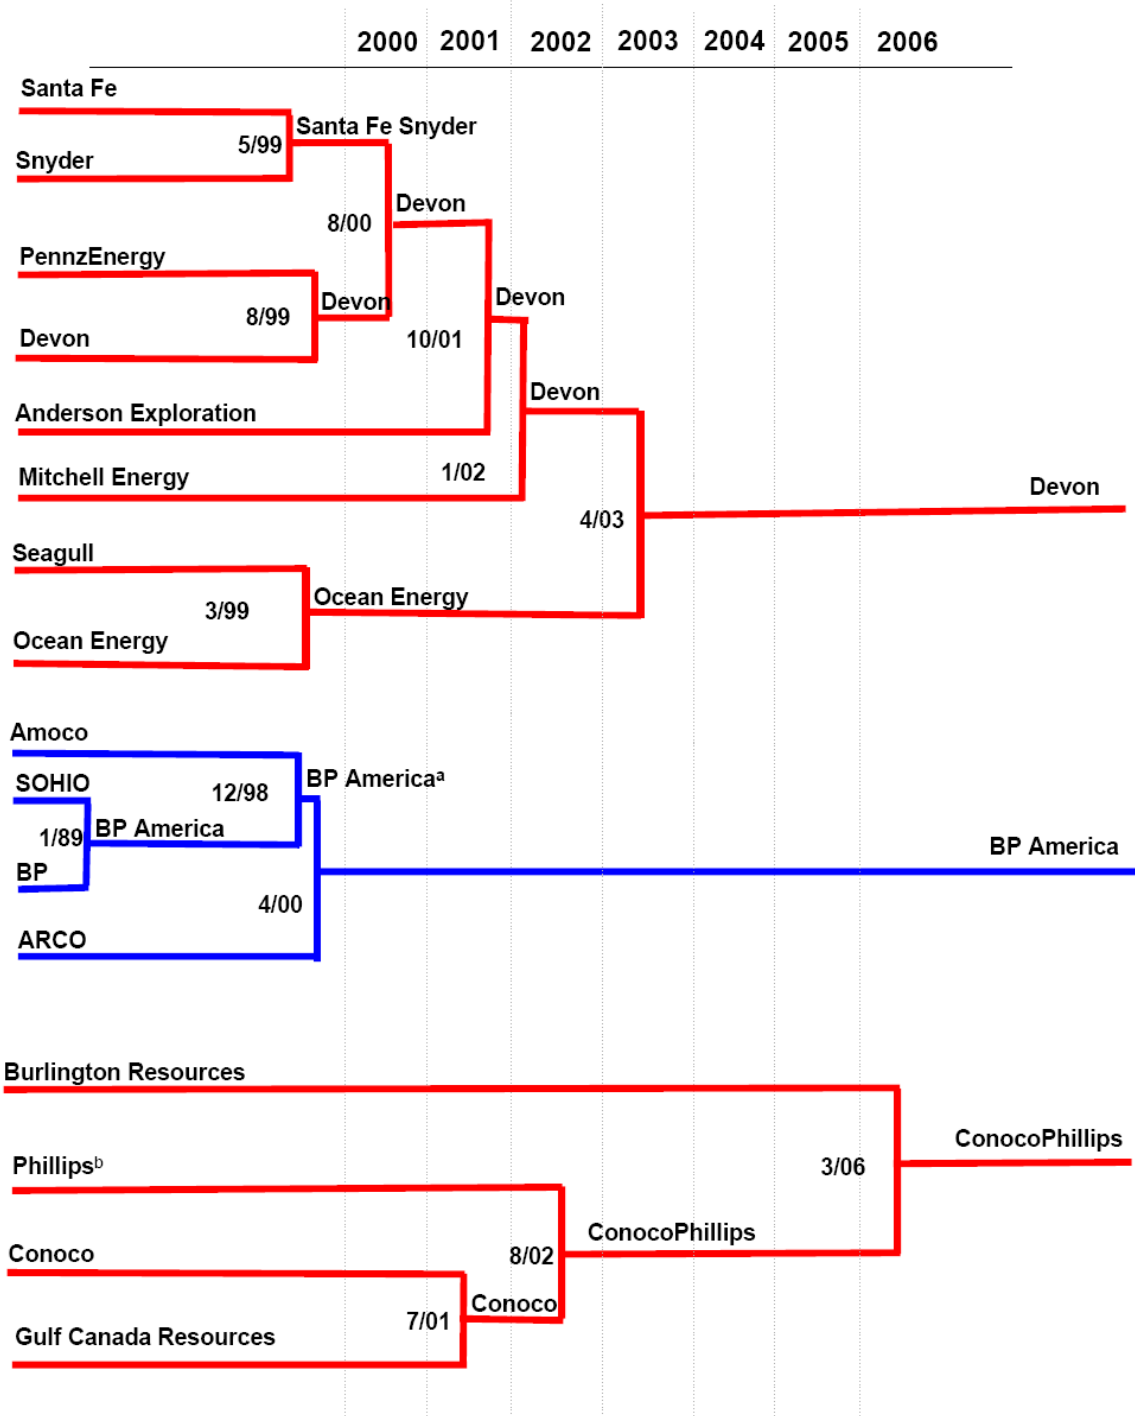 2000 2001 2002 2003 2004 2005 2006
Santa Fe
Santa Fe Snyder
5/99
Snyder
Devon
8/00
PennzEnergy
Devon
Devon
8/99
Devon
10/01
Devon
Anderson Exploration
1/02
Mitchell Energy
Devon
4/03
Seagull
Ocean Energy
3/99
Ocean Energy
Amoco
BP Americaᵃ
SOHIO
12/98
BP America
1/89
BP America
BP
4/00
ARCO
Burlington Resources
ConocoPhillips
Phillipsᵇ
3/06
ConocoPhillips
Conoco
8/02
Conoco
7/01
Gulf Canada Resources